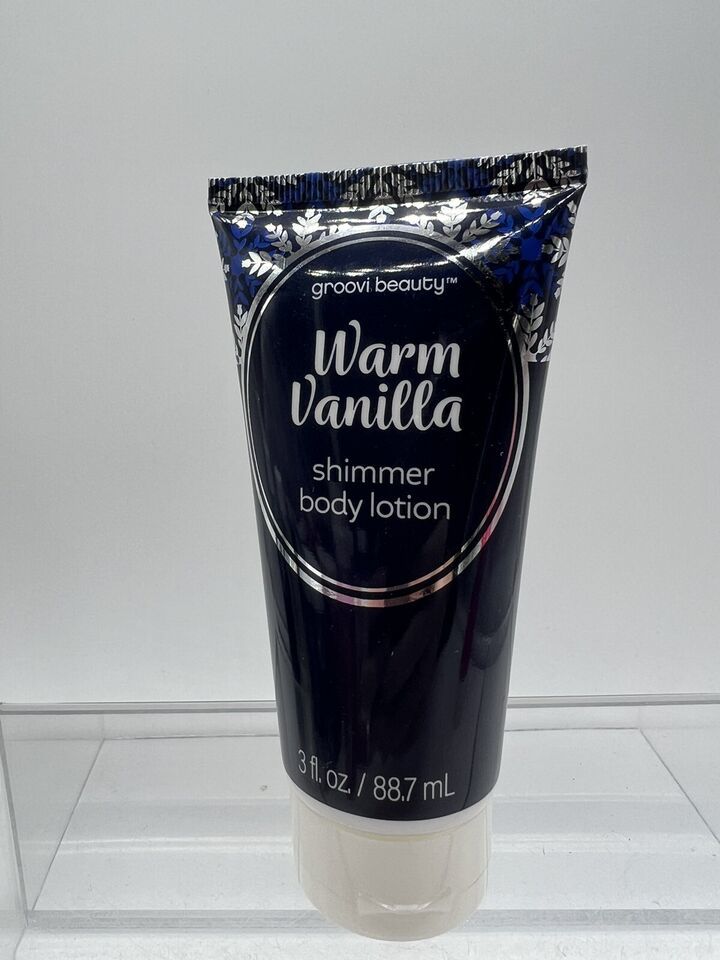 groovi beauty™
Warm
Vanilla
shimmer
body lotion
3 fl. oz. / 88.7 mL